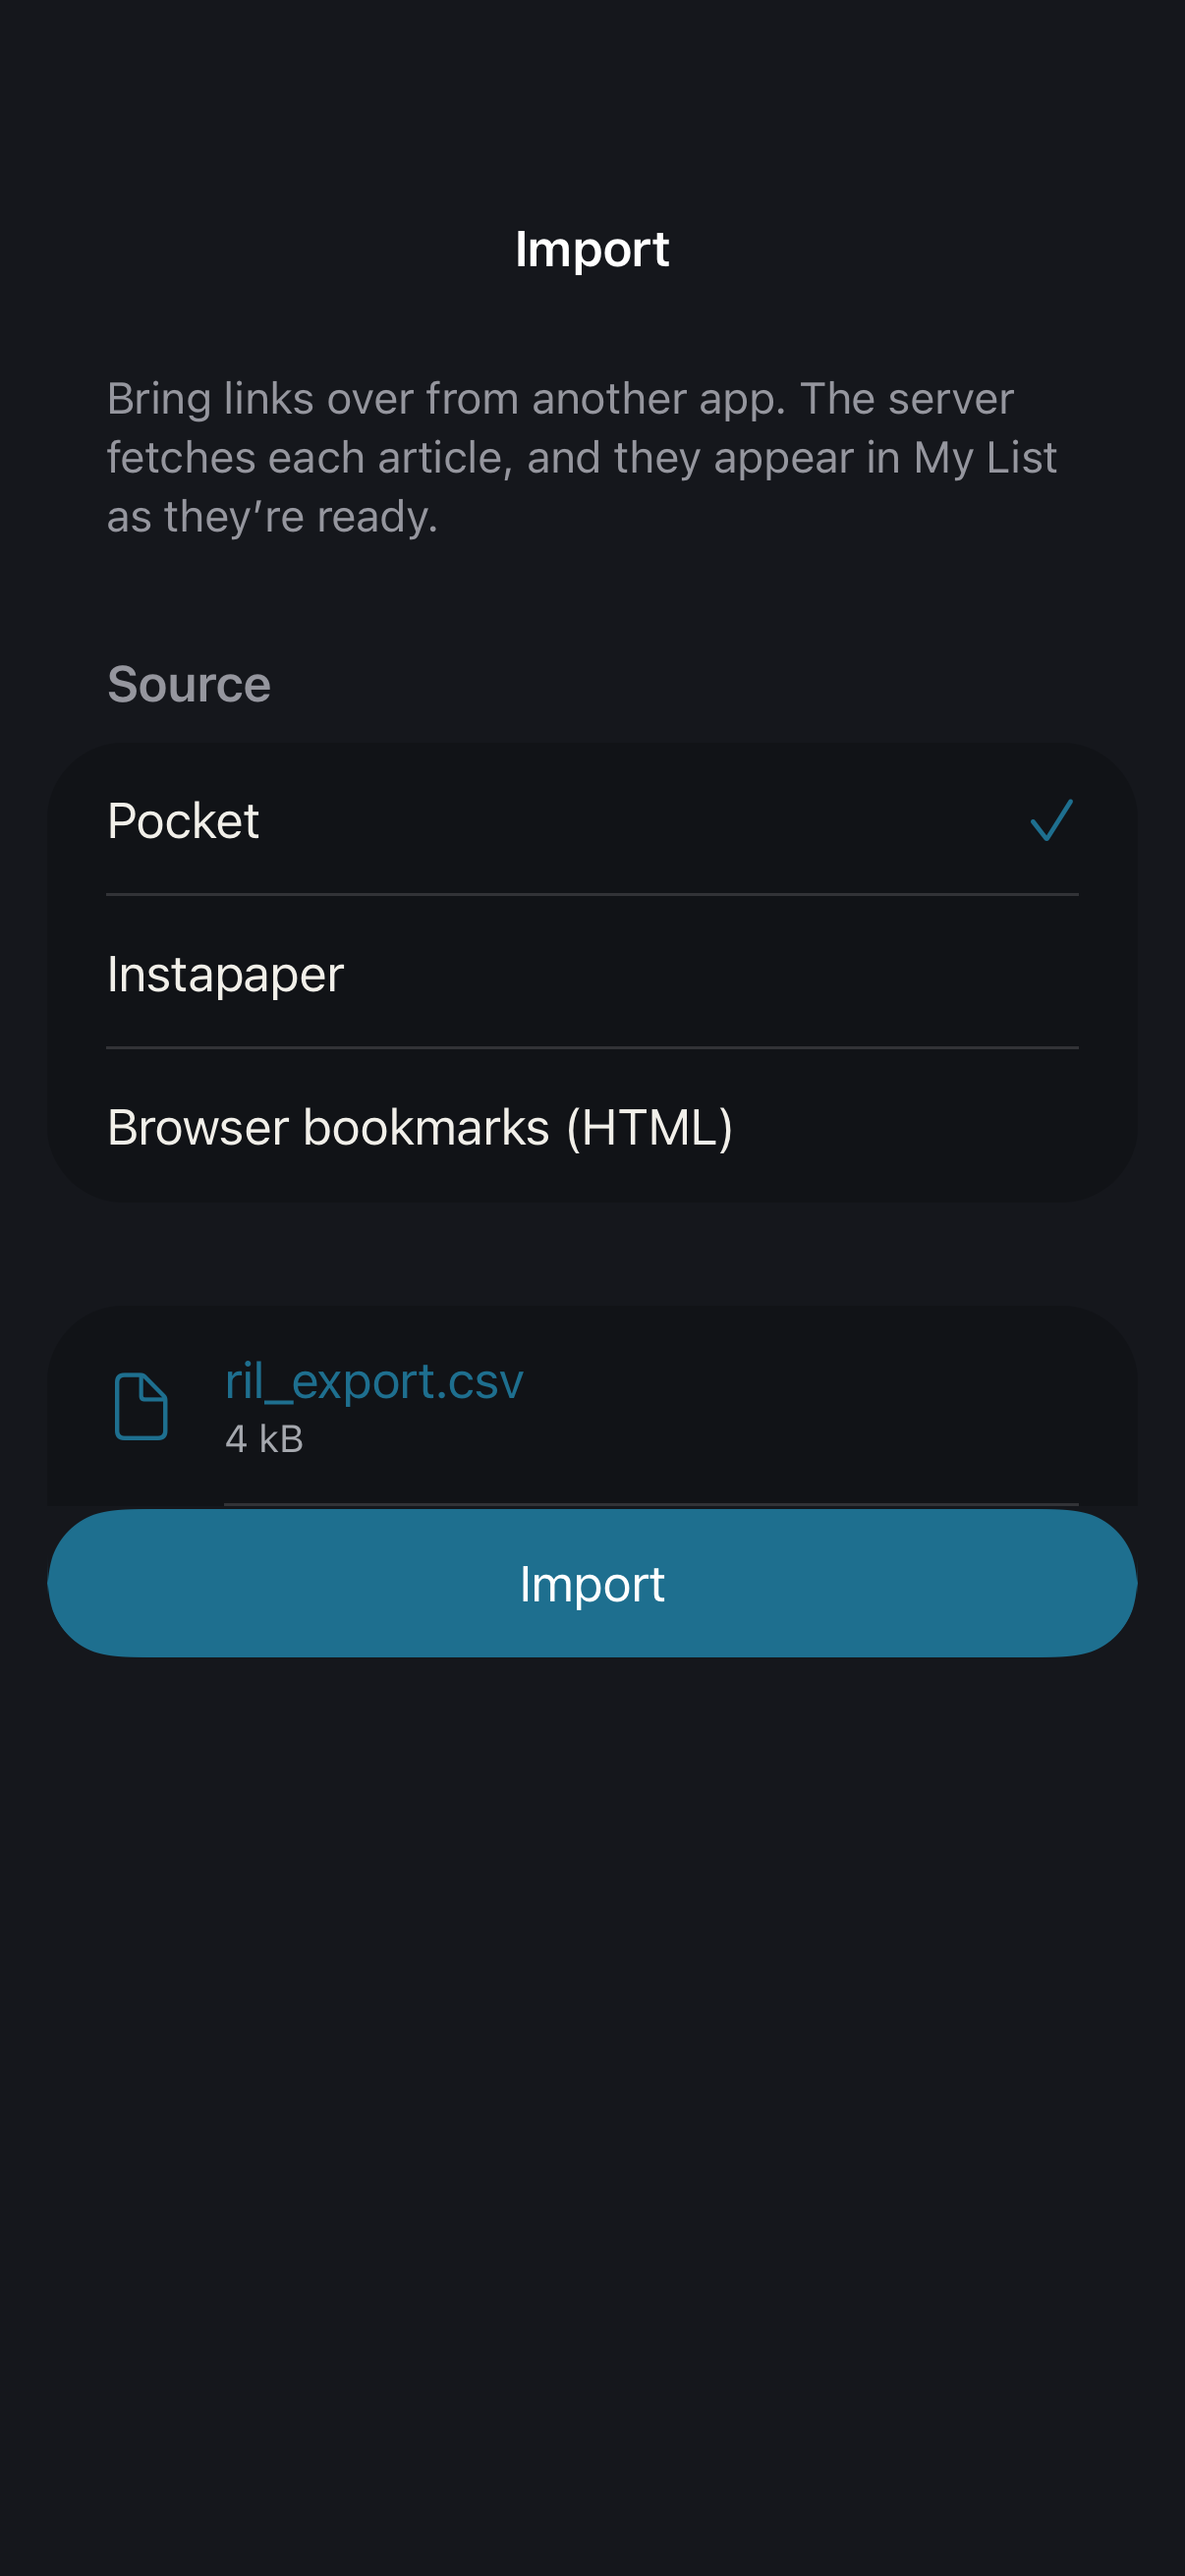 Import
Bring links over from another app. The server
fetches each article, and they appear in My List
as they’re ready.
Source
Pocket
Instapaper
Browser bookmarks (HTML)
ril_export.csv
4 kB
Import